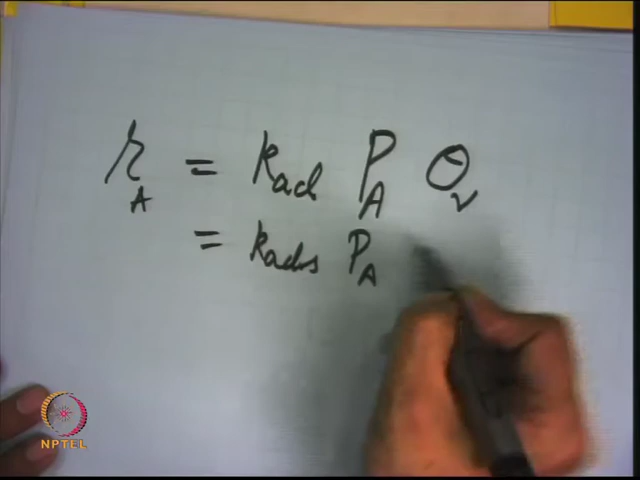 r_A = k_ad P_A θ_v
= k_ads P_A
NPTEL